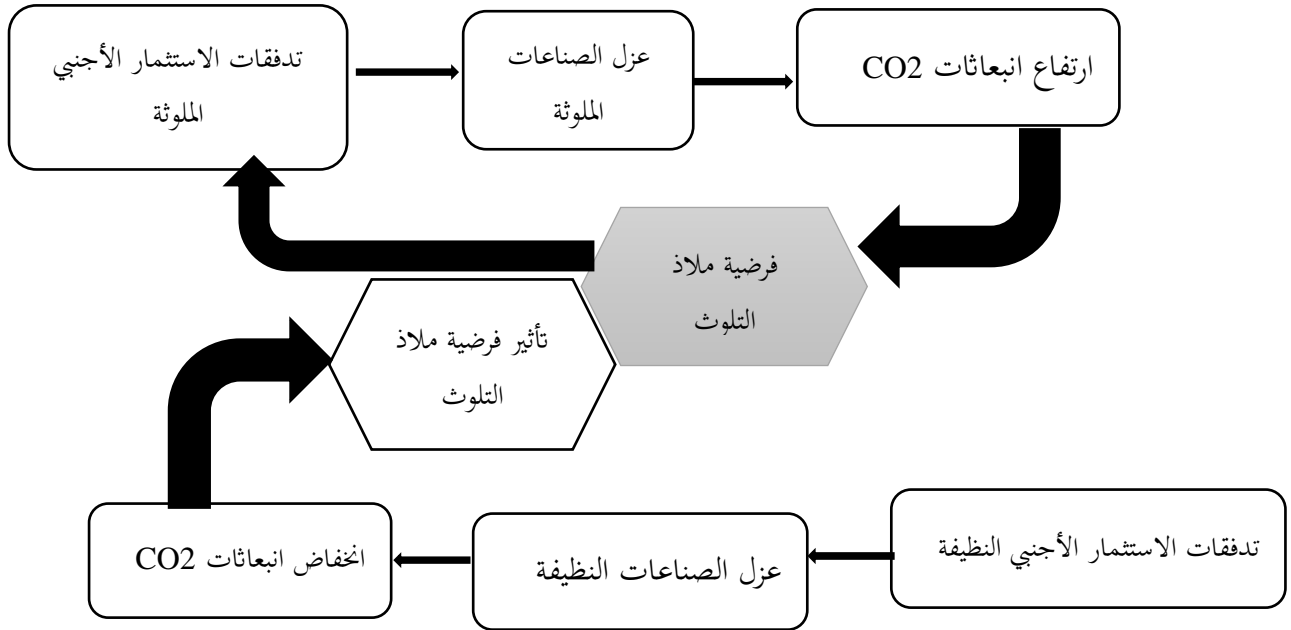 تدفقات الاستثمار الأجنبي
الملوثة
عزل الصناعات
الملوثة
ارتفاع انبعاثات CO2
فرضية ملاذ
التلوث
تأثير فرضية ملاذ
التلوث
تدفقات الاستثمار الأجنبي النظيفة
عزل الصناعات النظيفة
انخفاض انبعاثات CO2